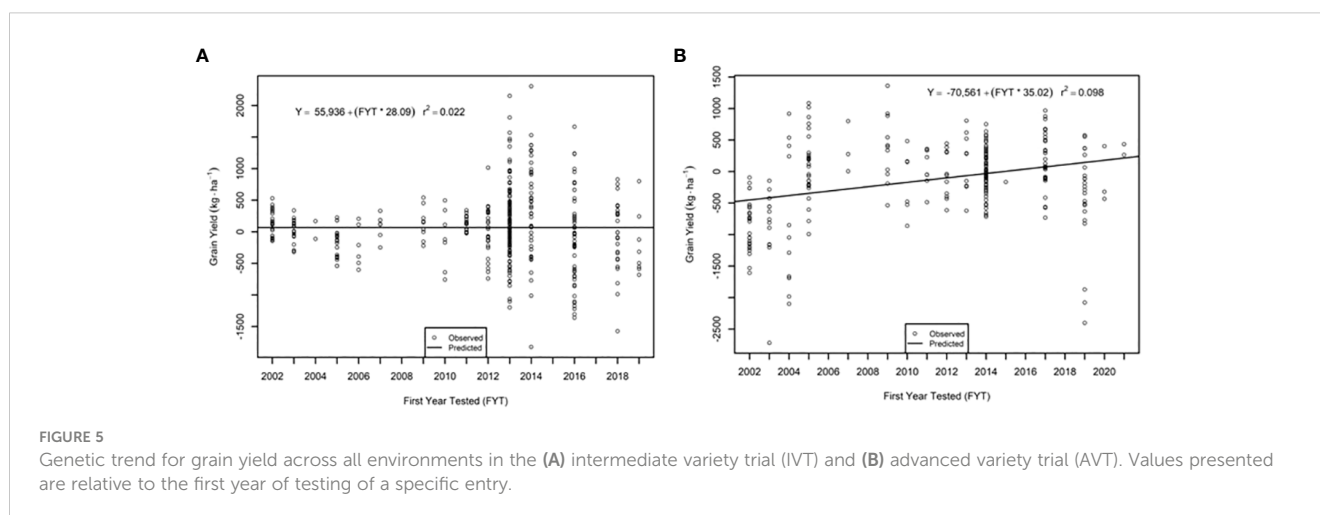 A
B
Y = 55,936 + (FYT * 28.09) r² = 0.022
Grain Yield (kg · ha⁻¹)
2000
1000
500
0
-500
-1500
Observed
Predicted
2002 2004 2006 2008 2010 2012 2014 2016 2018
First Year Tested (FYT)
Y = -70,561 + (FYT * 35.02) r² = 0.098
Grain Yield (kg · ha⁻¹)
1500
1000
500
0
-500
-1500
-2500
Observed
Predicted
2002 2004 2006 2008 2010 2012 2014 2016 2018 2020
First Year Tested (FYT)
FIGURE 5
Genetic trend for grain yield across all environments in the (A) intermediate variety trial (IVT) and (B) advanced variety trial (AVT). Values presented
are relative to the first year of testing of a specific entry.